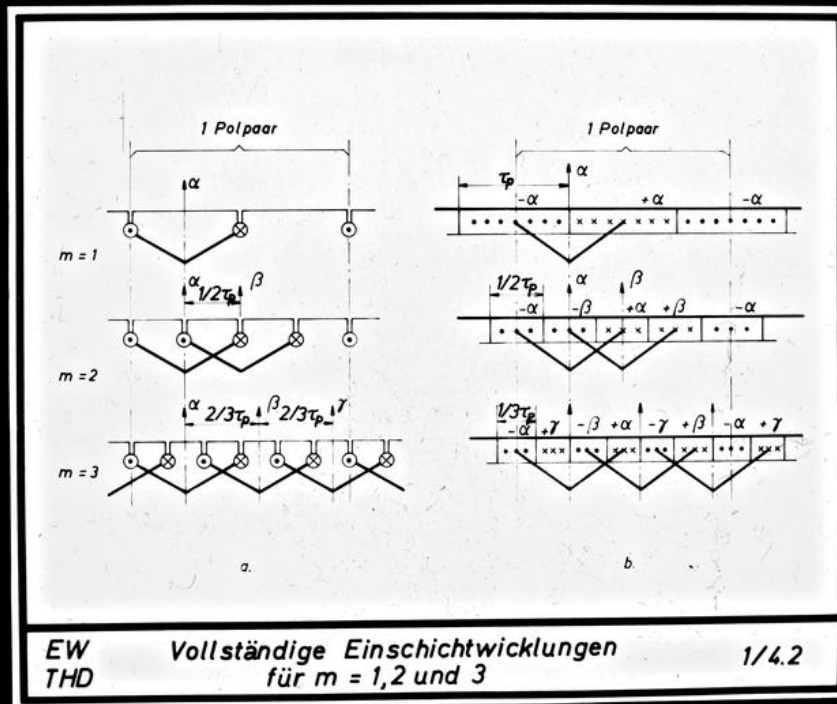 1 Polpaar
1 Polpaar
α
τp
α
-α +α -α
m = 1
α β
1/2τp
α β
1/2τp
-α -β +α +β -α
m = 2
α β γ
2/3τp 2/3τp
1/3τp
-α +γ -β +α -γ +β -α +γ
m = 3
a.
b.
EW Vollständige Einschichtwicklungen 1/4.2
THD für m = 1,2 und 3